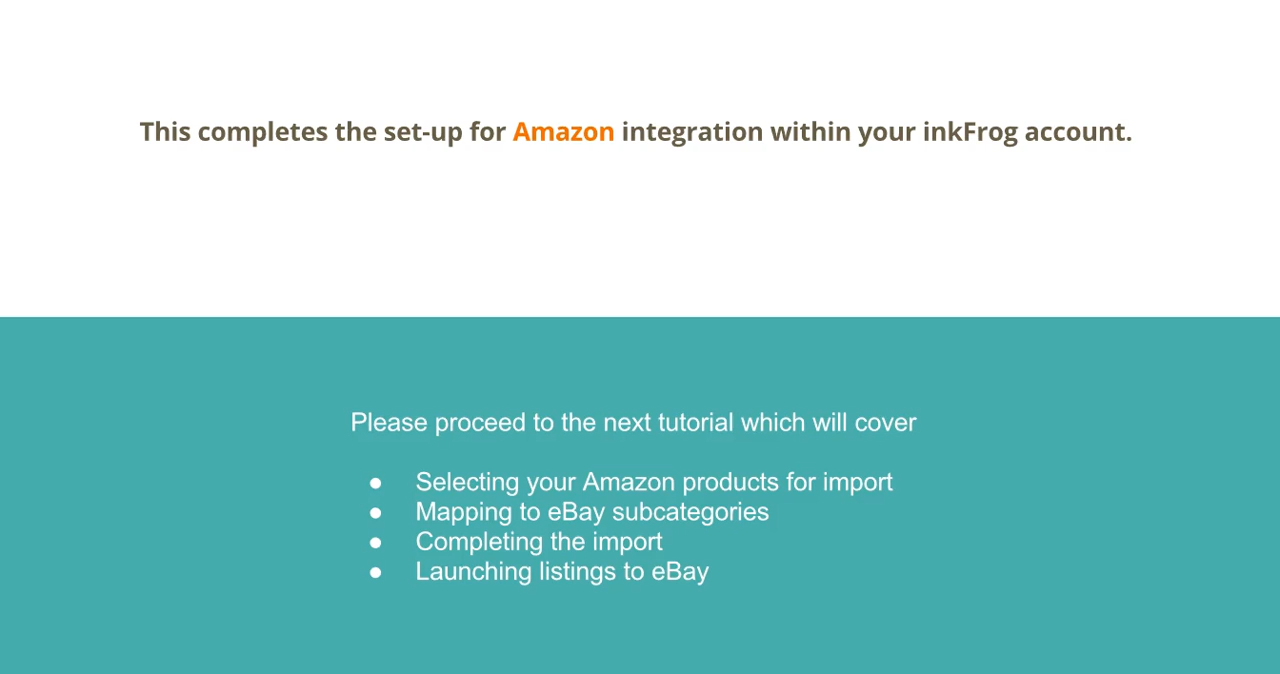 This completes the set-up for Amazon integration within your inkFrog account.
Please proceed to the next tutorial which will cover
● Selecting your Amazon products for import
● Mapping to eBay subcategories
● Completing the import
● Launching listings to eBay